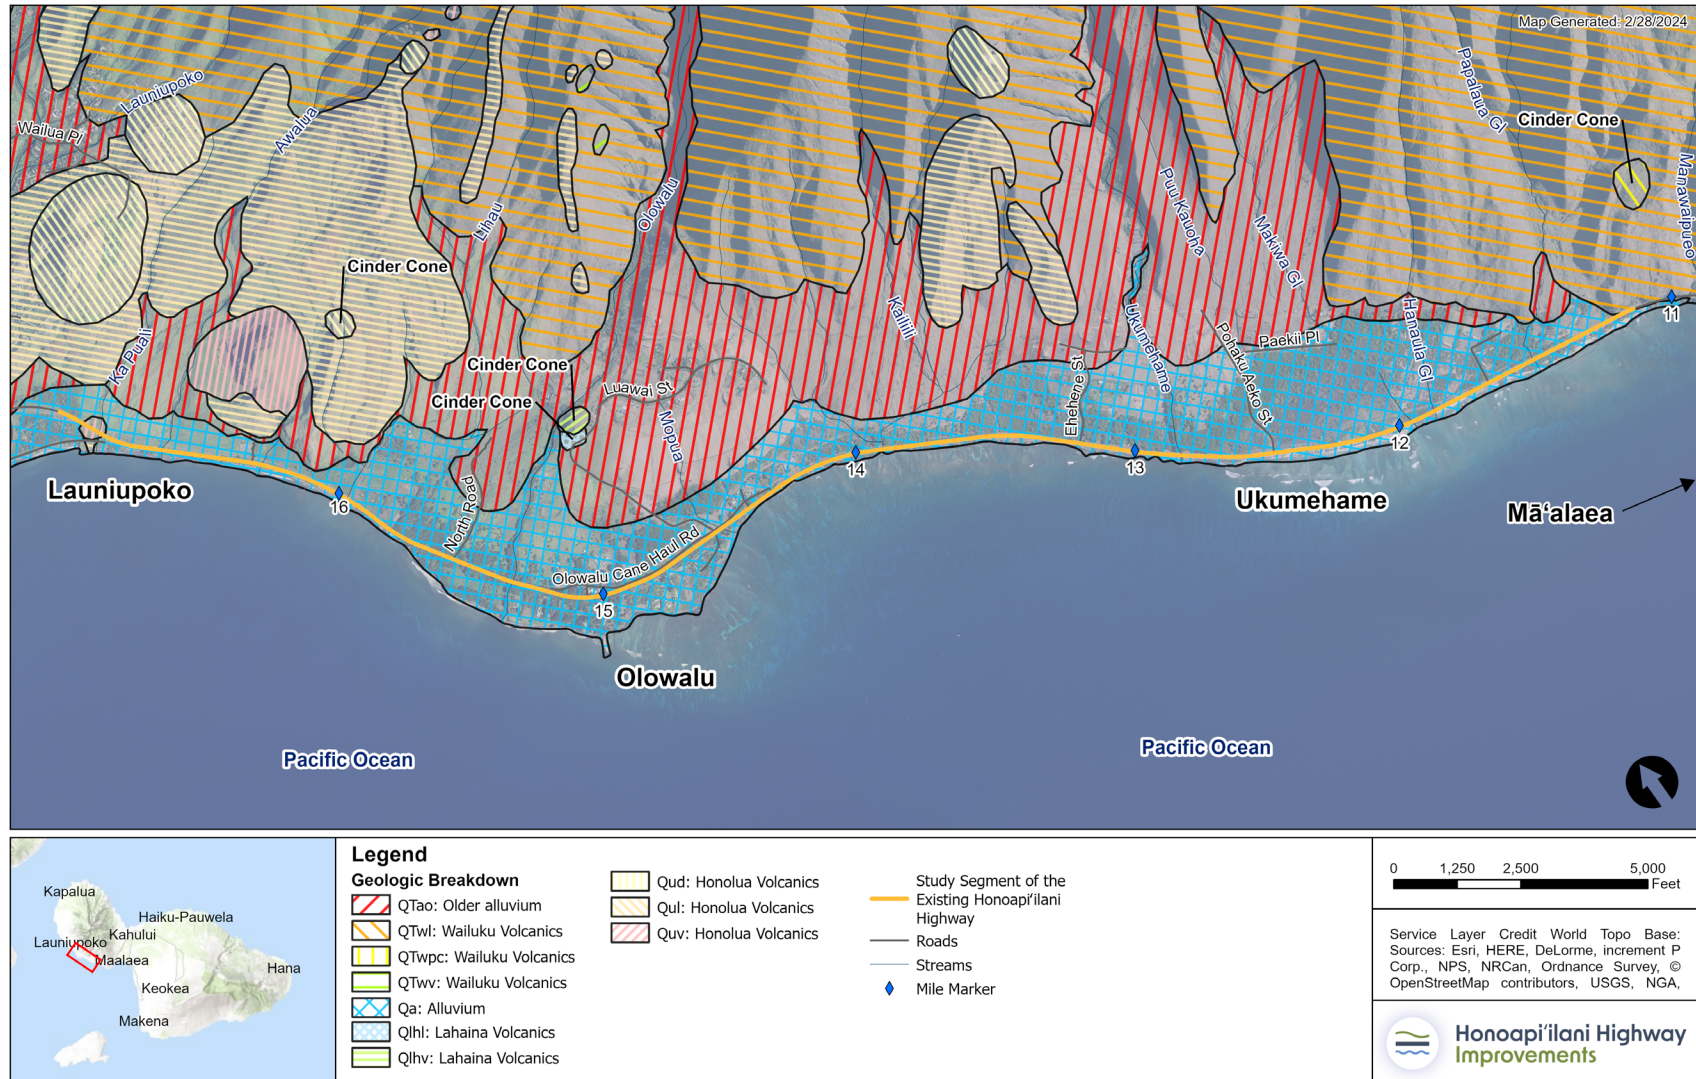 Map Generated: 2/28/2024
Launiupoko
Wailua Pl
Awalua
Papalaua Gl
Cinder Cone
Manawaipueo
Lihau
Olowalu
Puu Kauoha
Makiwa Gl
Cinder Cone
Ka Puali
Kailiili
Ukumehame
Hanaula Gl
11
Pohaku Aeko St
Paekii Pl
Ehehene St
Cinder Cone
Luawai St
Cinder Cone
Mopua
12
13
14
Launiupoko
16
North Road
Ukumehame
Māʻalaea
Olowalu Cane Haul Rd
15
Olowalu
Pacific Ocean
Pacific Ocean
Kapalua
Haiku-Pauwela
Kahului
Launiupoko
Maalaea
Hana
Keokea
Makena
Legend
Geologic Breakdown
QTao: Older alluvium
QTwl: Wailuku Volcanics
QTwpc: Wailuku Volcanics
QTwv: Wailuku Volcanics
Qa: Alluvium
Qlhl: Lahaina Volcanics
Qlhv: Lahaina Volcanics
Qud: Honolua Volcanics
Qul: Honolua Volcanics
Quv: Honolua Volcanics
Study Segment of the
Existing Honoapiʻilani
Highway
Roads
Streams
Mile Marker
0 1,250 2,500 5,000
Feet
Service Layer Credit World Topo Base:
Sources: Esri, HERE, DeLorme, increment P
Corp., NPS, NRCan, Ordnance Survey, ©
OpenStreetMap contributors, USGS, NGA,
Honoapiʻilani Highway
Improvements